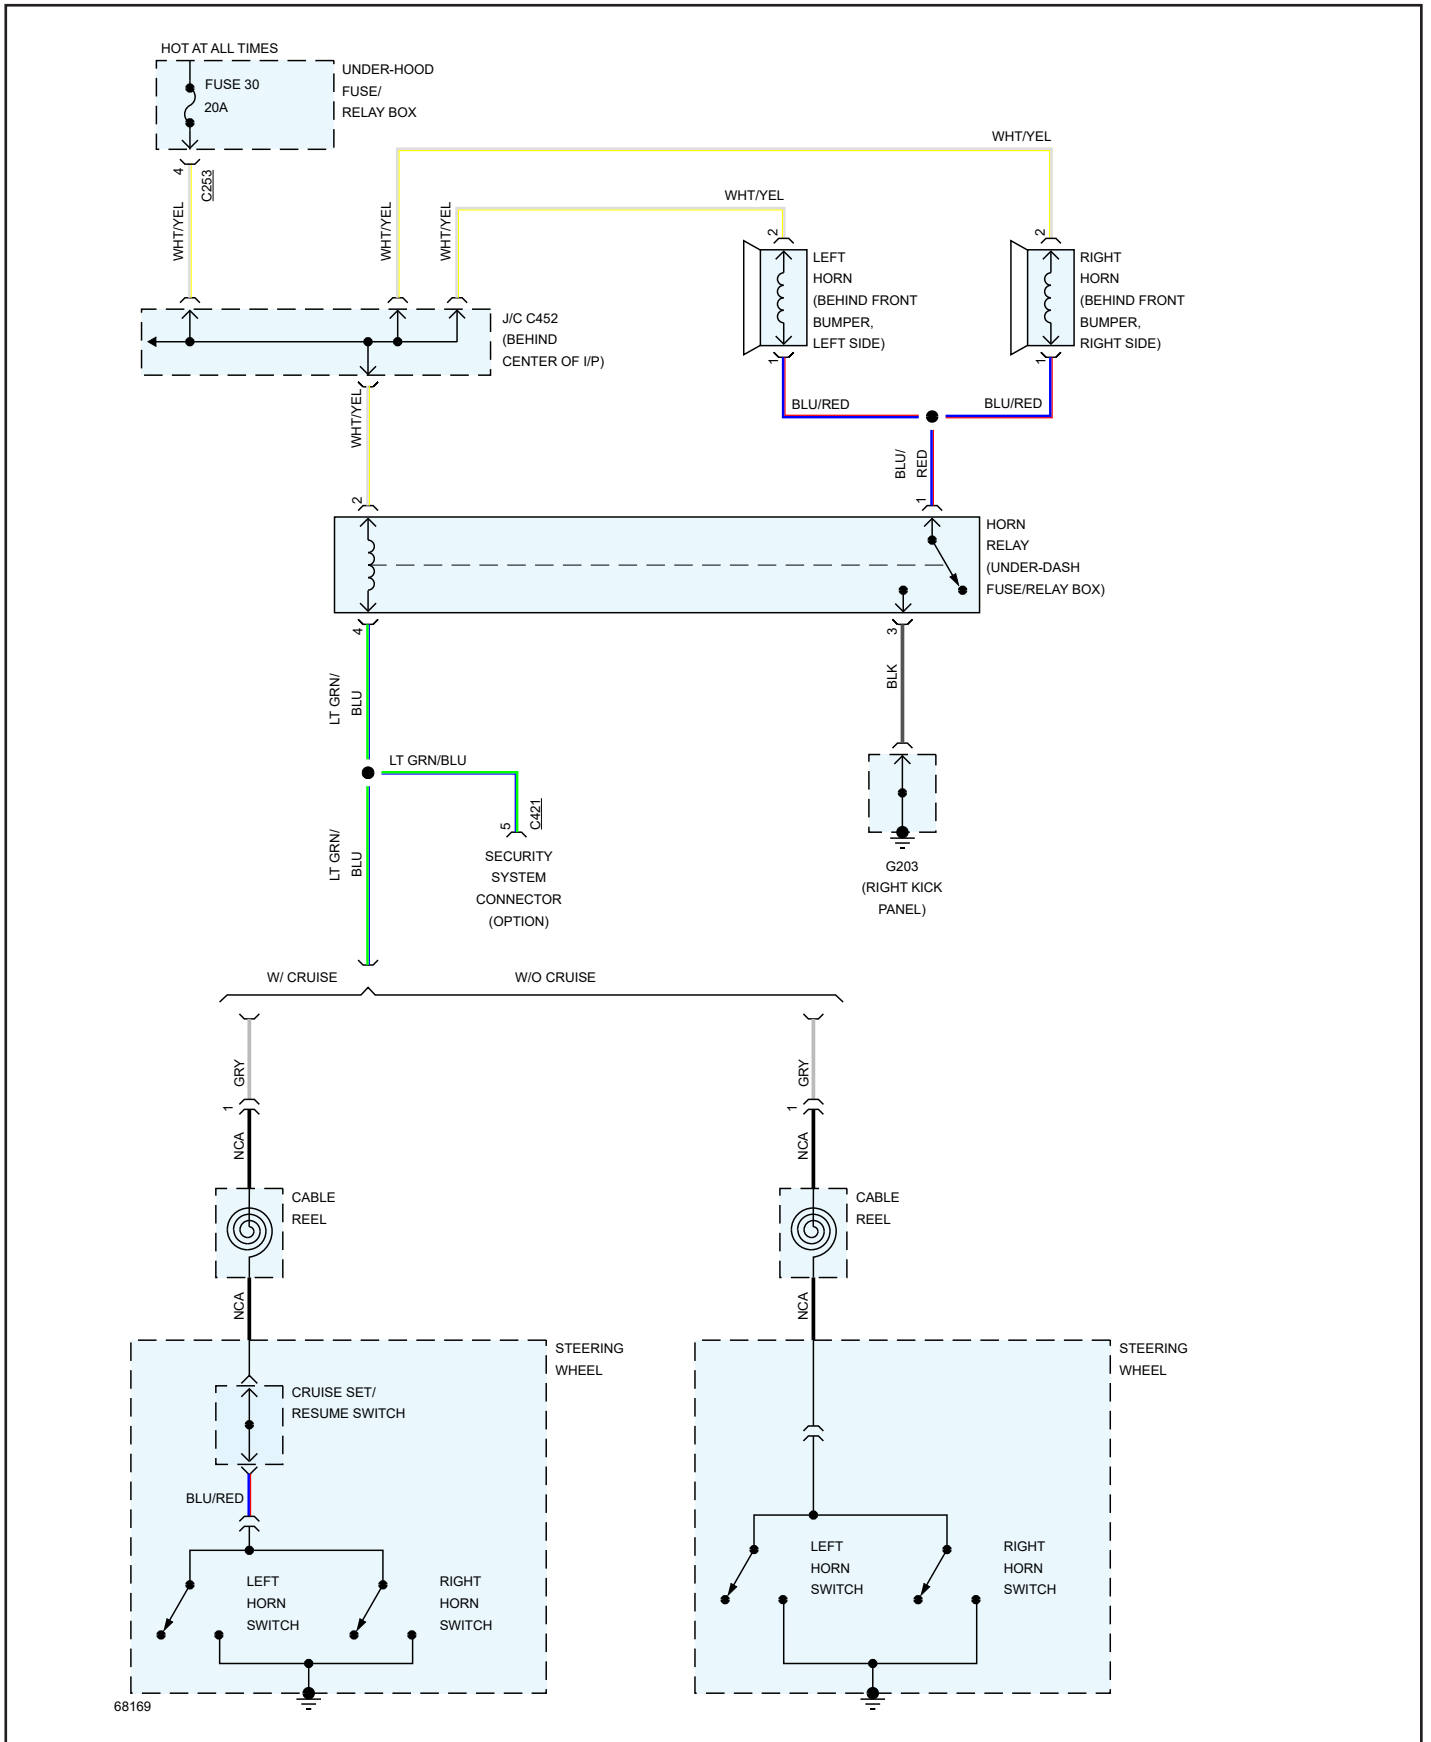 HOT AT ALL TIMES
FUSE 30
20A
UNDER-HOOD
FUSE/
RELAY BOX
4
C253
WHT/YEL
WHT/YEL
WHT/YEL
WHT/YEL
WHT/YEL
2
LEFT
HORN
(BEHIND FRONT
BUMPER,
LEFT SIDE)
1
2
RIGHT
HORN
(BEHIND FRONT
BUMPER,
RIGHT SIDE)
1
J/C C452
(BEHIND
CENTER OF I/P)
WHT/YEL
BLU/RED
BLU/RED
BLU/
RED
2
1
HORN
RELAY
(UNDER-DASH
FUSE/RELAY BOX)
4
3
LT GRN/
BLU
BLK
LT GRN/BLU
5
C421
SECURITY
SYSTEM
CONNECTOR
(OPTION)
LT GRN/
BLU
G203
(RIGHT KICK
PANEL)
W/ CRUISE
W/O CRUISE
GRY
GRY
1
1
NCA
NCA
CABLE
REEL
CABLE
REEL
NCA
NCA
STEERING
WHEEL
STEERING
WHEEL
CRUISE SET/
RESUME SWITCH
BLU/RED
LEFT
HORN
SWITCH
RIGHT
HORN
SWITCH
LEFT
HORN
SWITCH
RIGHT
HORN
SWITCH
68169